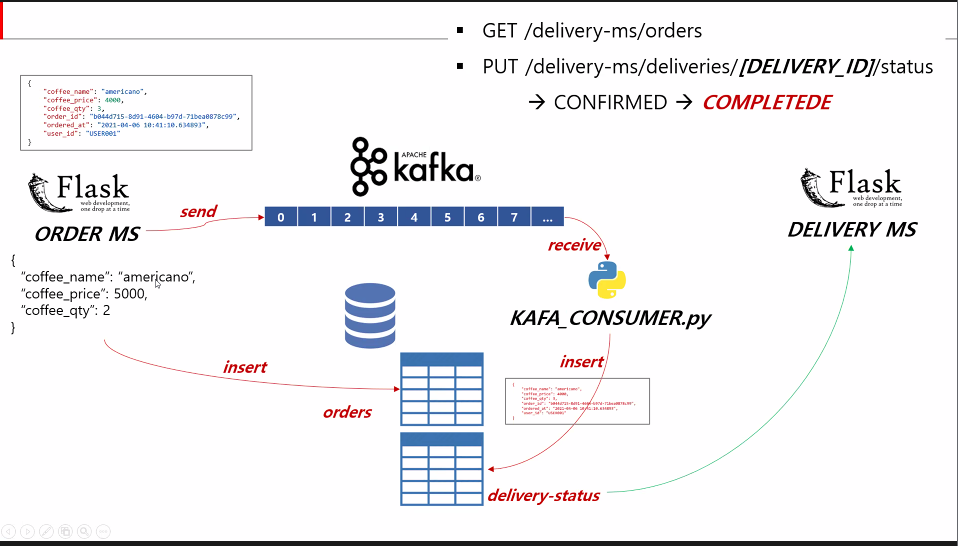 ▪ GET /delivery-ms/orders
▪ PUT /delivery-ms/deliveries/[DELIVERY_ID]/status
→ CONFIRMED → COMPLETEDE
{
"coffee_name": "americano",
"coffee_price": 4000,
"coffee_qty": 3,
"order_id": "b044d715-8d91-4604-b97d-71bea0878c99",
"ordered_at": "2021-04-06 10:41:10.634893",
"user_id": "USER001"
}
APACHE
kafka®
Flask
web development,
one drop at a time
ORDER MS
send
0 1 2 3 4 5 6 7 ...
receive
Flask
web development,
one drop at a time
DELIVERY MS
{
"coffee_name": "americano",
"coffee_price": 5000,
"coffee_qty": 2
}
KAFA_CONSUMER.py
insert
insert
{
"coffee_name": "americano",
"coffee_price": 4000,
"coffee_qty": 3,
"order_id": "b044d715-8d91-4604-b97d-71bea0878c99",
"ordered_at": "2021-04-06 10:41:10.634893",
"user_id": "USER001"
}
orders
delivery-status